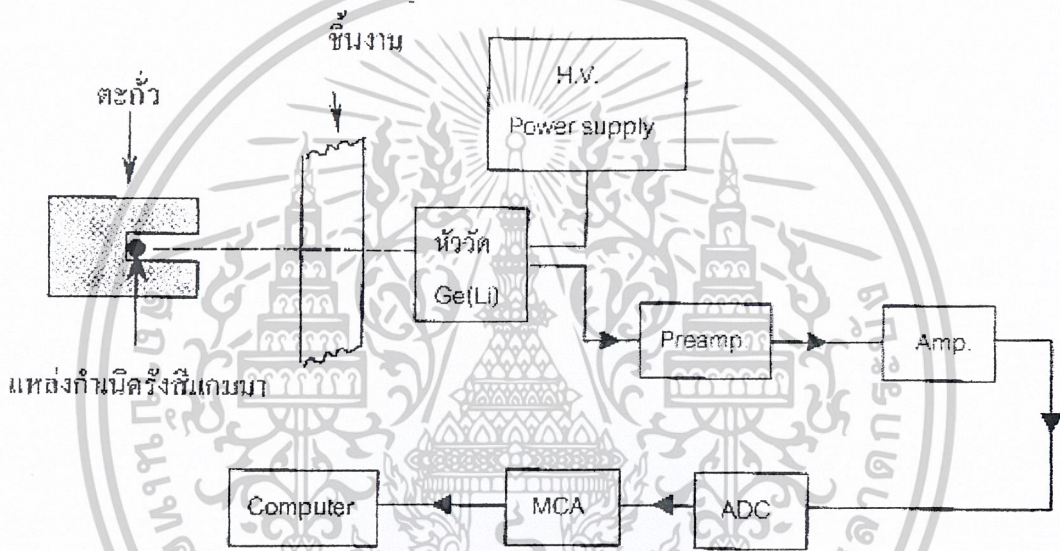 ชิ้นงาน
ตะกั่ว
H.V.
Power supply
หัววัด
Ge(Li)
แหล่งกำเนิดรังสีแกมมา
Preamp.
Amp.
Computer
MCA
ADC